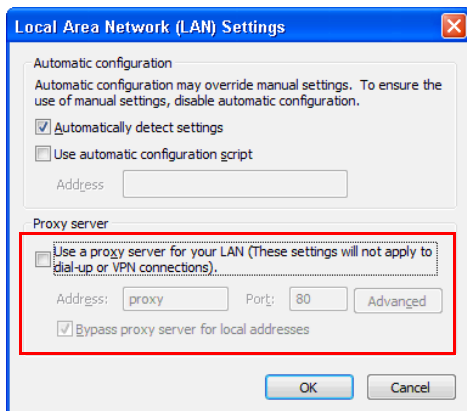 Local Area Network (LAN) Settings
Automatic configuration
Automatic configuration may override manual settings. To ensure the
use of manual settings, disable automatic configuration.
Automatically detect settings
Use automatic configuration script
Address
Proxy server
Use a proxy server for your LAN (These settings will not apply to
dial-up or VPN connections).
Address: proxy Port: 80 Advanced
Bypass proxy server for local addresses
OK Cancel